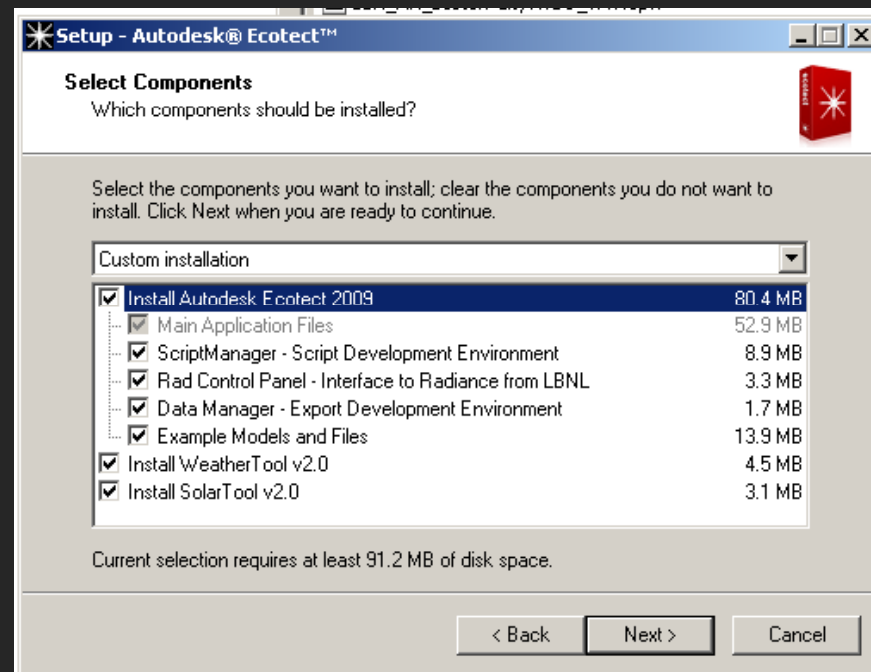 Setup - Autodesk® Ecotect™
Select Components
Which components should be installed?
ecotect
Select the components you want to install; clear the components you do not want to
install. Click Next when you are ready to continue.
Custom installation
Install Autodesk Ecotect 2009 80.4 MB
Main Application Files 52.9 MB
ScriptManager - Script Development Environment 8.9 MB
Rad Control Panel - Interface to Radiance from LBNL 3.3 MB
Data Manager - Export Development Environment 1.7 MB
Example Models and Files 13.9 MB
Install WeatherTool v2.0 4.5 MB
Install SolarTool v2.0 3.1 MB
Current selection requires at least 91.2 MB of disk space.
< Back Next > Cancel